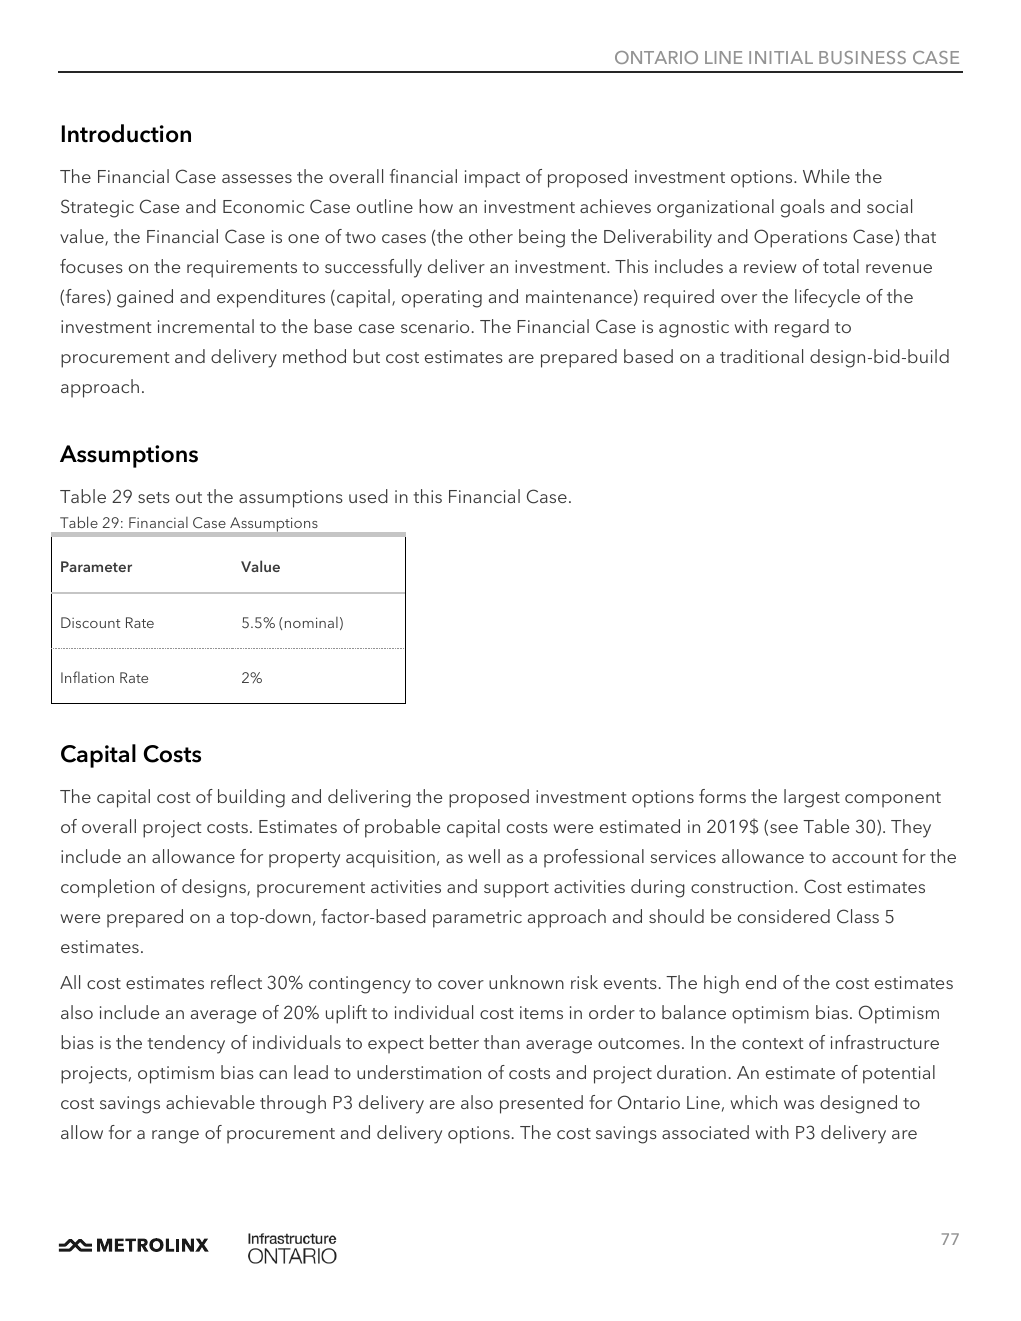 ONTARIO LINE INITIAL BUSINESS CASE
Introduction
The Financial Case assesses the overall financial impact of proposed investment options. While the
Strategic Case and Economic Case outline how an investment achieves organizational goals and social
value, the Financial Case is one of two cases (the other being the Deliverability and Operations Case) that
focuses on the requirements to successfully deliver an investment. This includes a review of total revenue
(fares) gained and expenditures (capital, operating and maintenance) required over the lifecycle of the
investment incremental to the base case scenario. The Financial Case is agnostic with regard to
procurement and delivery method but cost estimates are prepared based on a traditional design-bid-build
approach.
Assumptions
Table 29 sets out the assumptions used in this Financial Case.
Table 29: Financial Case Assumptions
Parameter Value
Discount Rate 5.5% (nominal)
Inflation Rate 2%
Capital Costs
The capital cost of building and delivering the proposed investment options forms the largest component
of overall project costs. Estimates of probable capital costs were estimated in 2019$ (see Table 30). They
include an allowance for property acquisition, as well as a professional services allowance to account for the
completion of designs, procurement activities and support activities during construction. Cost estimates
were prepared on a top-down, factor-based parametric approach and should be considered Class 5
estimates.
All cost estimates reflect 30% contingency to cover unknown risk events. The high end of the cost estimates
also include an average of 20% uplift to individual cost items in order to balance optimism bias. Optimism
bias is the tendency of individuals to expect better than average outcomes. In the context of infrastructure
projects, optimism bias can lead to understimation of costs and project duration. An estimate of potential
cost savings achievable through P3 delivery are also presented for Ontario Line, which was designed to
allow for a range of procurement and delivery options. The cost savings associated with P3 delivery are
METROLINX
Infrastructure
ONTARIO
77